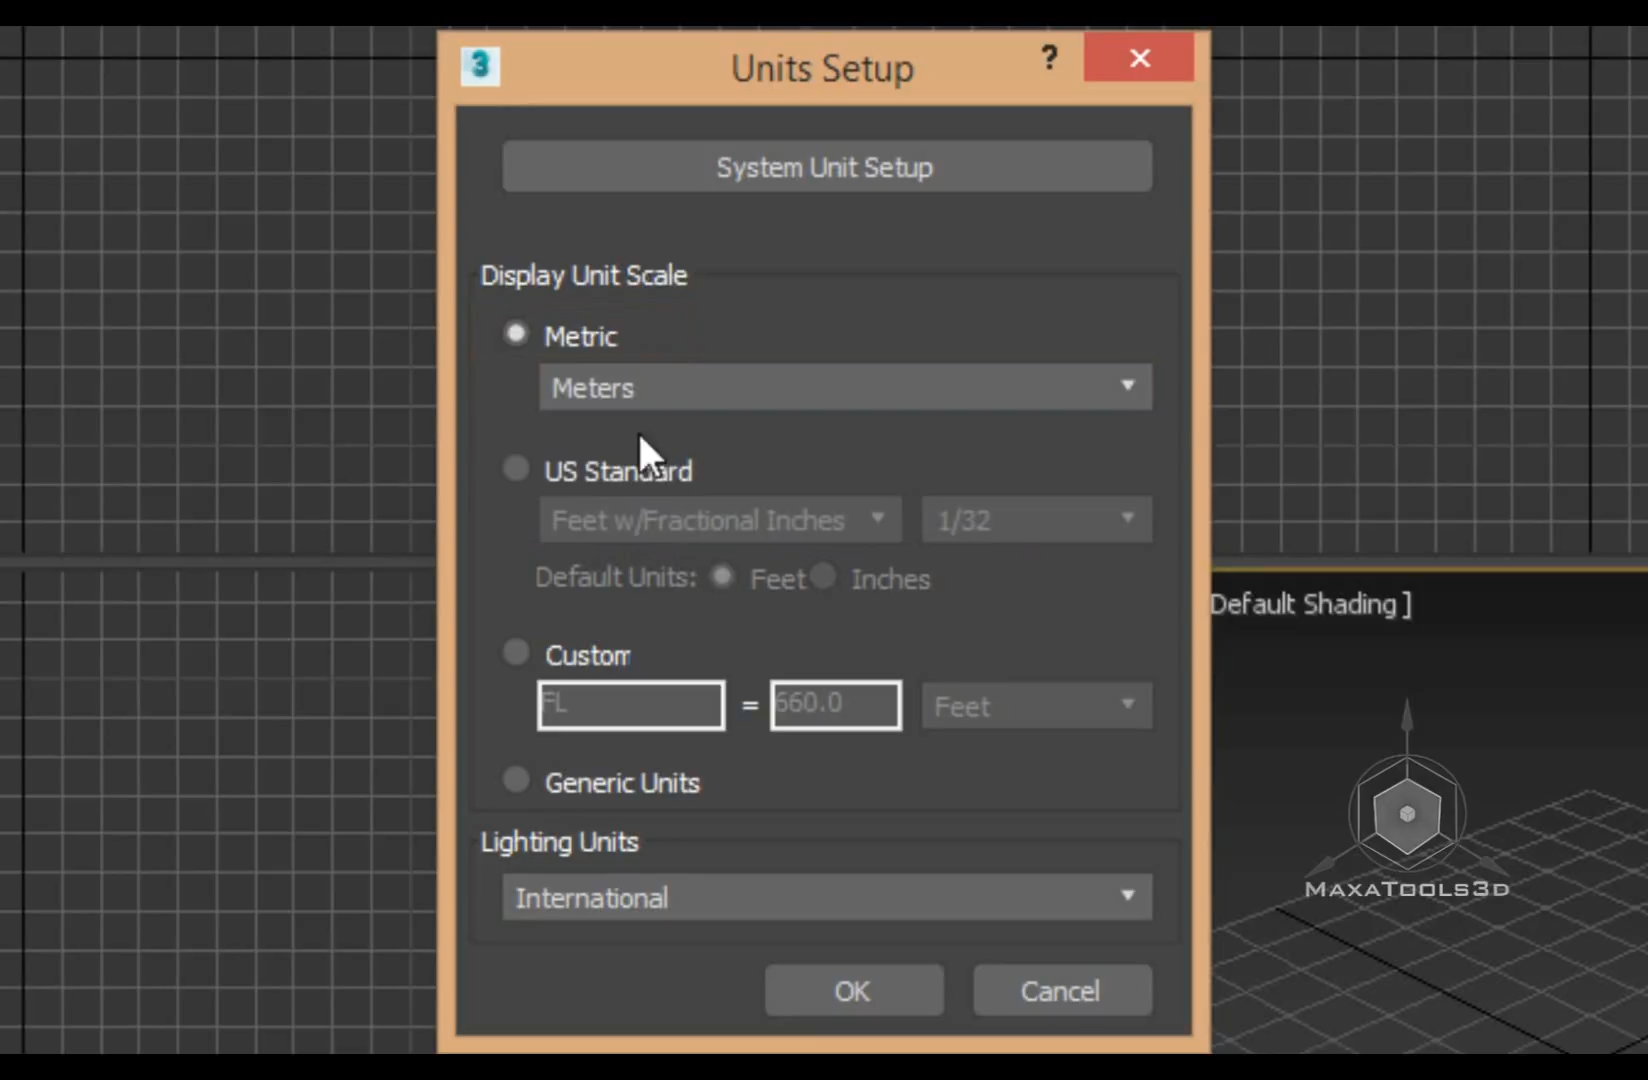 3
Units Setup
?
System Unit Setup
Display Unit Scale
Metric
Meters
US Standard
Feet w/Fractional Inches
1/32
Default Units: Feet Inches
Default Shading ]
Custom
FL = 660.0 Feet
Generic Units
Lighting Units
MAXATOOLS3D
International
OK
Cancel